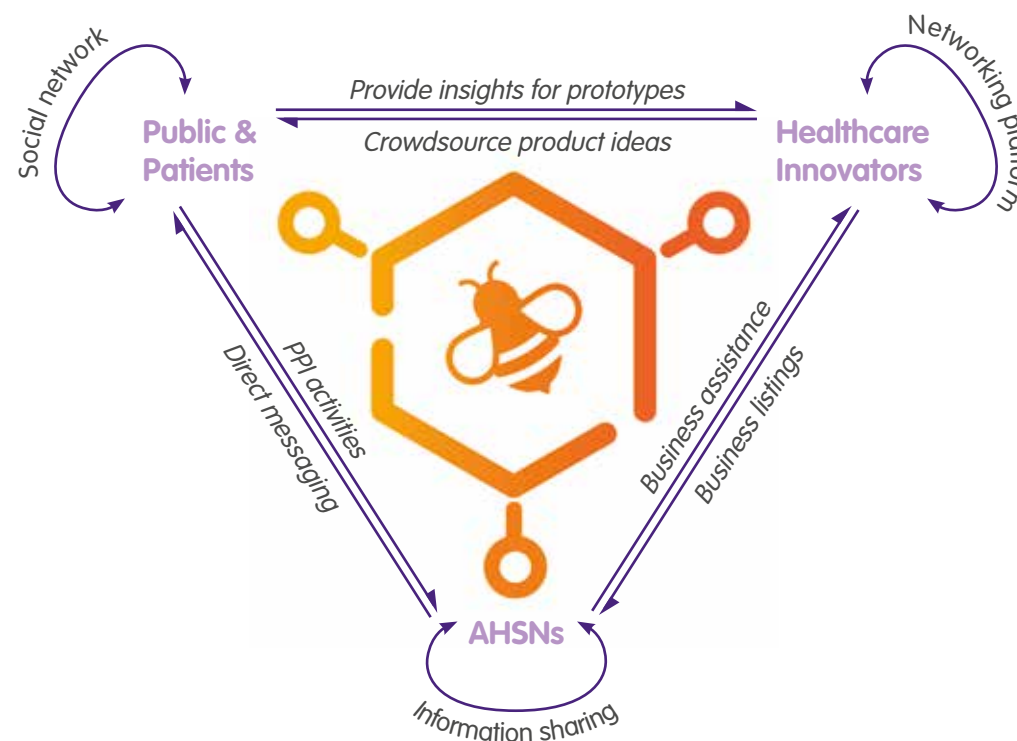 Social network
Networking platform
Provide insights for prototypes
Public &
Patients
Crowdsource product ideas
Healthcare
Innovators
PPI activities
Direct messaging
Business assistance
Business listings
AHSNs
Information sharing